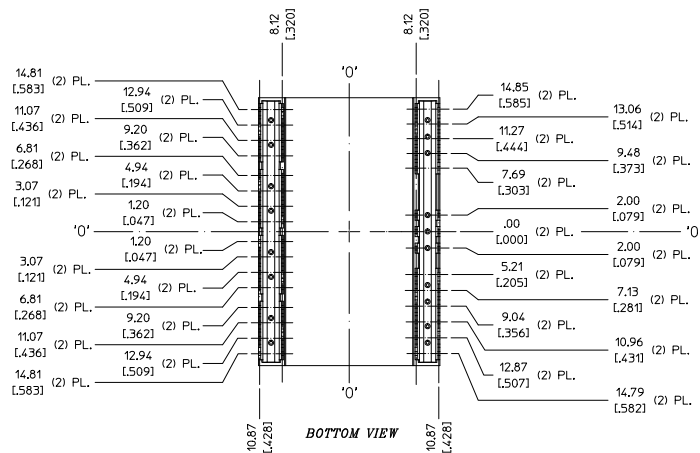 8.12
[.320]
8.12
[.320]
'0'
14.81
[.583] (2) PL.
12.94
[.509] (2) PL.
11.07
[.436] (2) PL.
9.20
[.362] (2) PL.
6.81
[.268] (2) PL.
4.94
[.194] (2) PL.
3.07
[.121] (2) PL.
1.20
[.047] (2) PL.
'0'
1.20
[.047] (2) PL.
3.07
[.121] (2) PL.
4.94
[.194] (2) PL.
6.81
[.268] (2) PL.
9.20
[.362] (2) PL.
11.07
[.436] (2) PL.
12.94
[.509] (2) PL.
14.81
[.583] (2) PL.
14.85
[.585] (2) PL.
13.06
[.514] (2) PL.
11.27
[.444] (2) PL.
9.48
[.373] (2) PL.
7.69
[.303] (2) PL.
2.00
[.079] (2) PL.
.00
[.000] (2) PL.
'0'
2.00
[.079] (2) PL.
5.21
[.205] (2) PL.
7.13
[.281] (2) PL.
9.04
[.356] (2) PL.
10.96
[.431] (2) PL.
12.87
[.507] (2) PL.
14.79
[.582] (2) PL.
'0'
10.87
[.428]
BOTTOM VIEW
10.87
[.428]